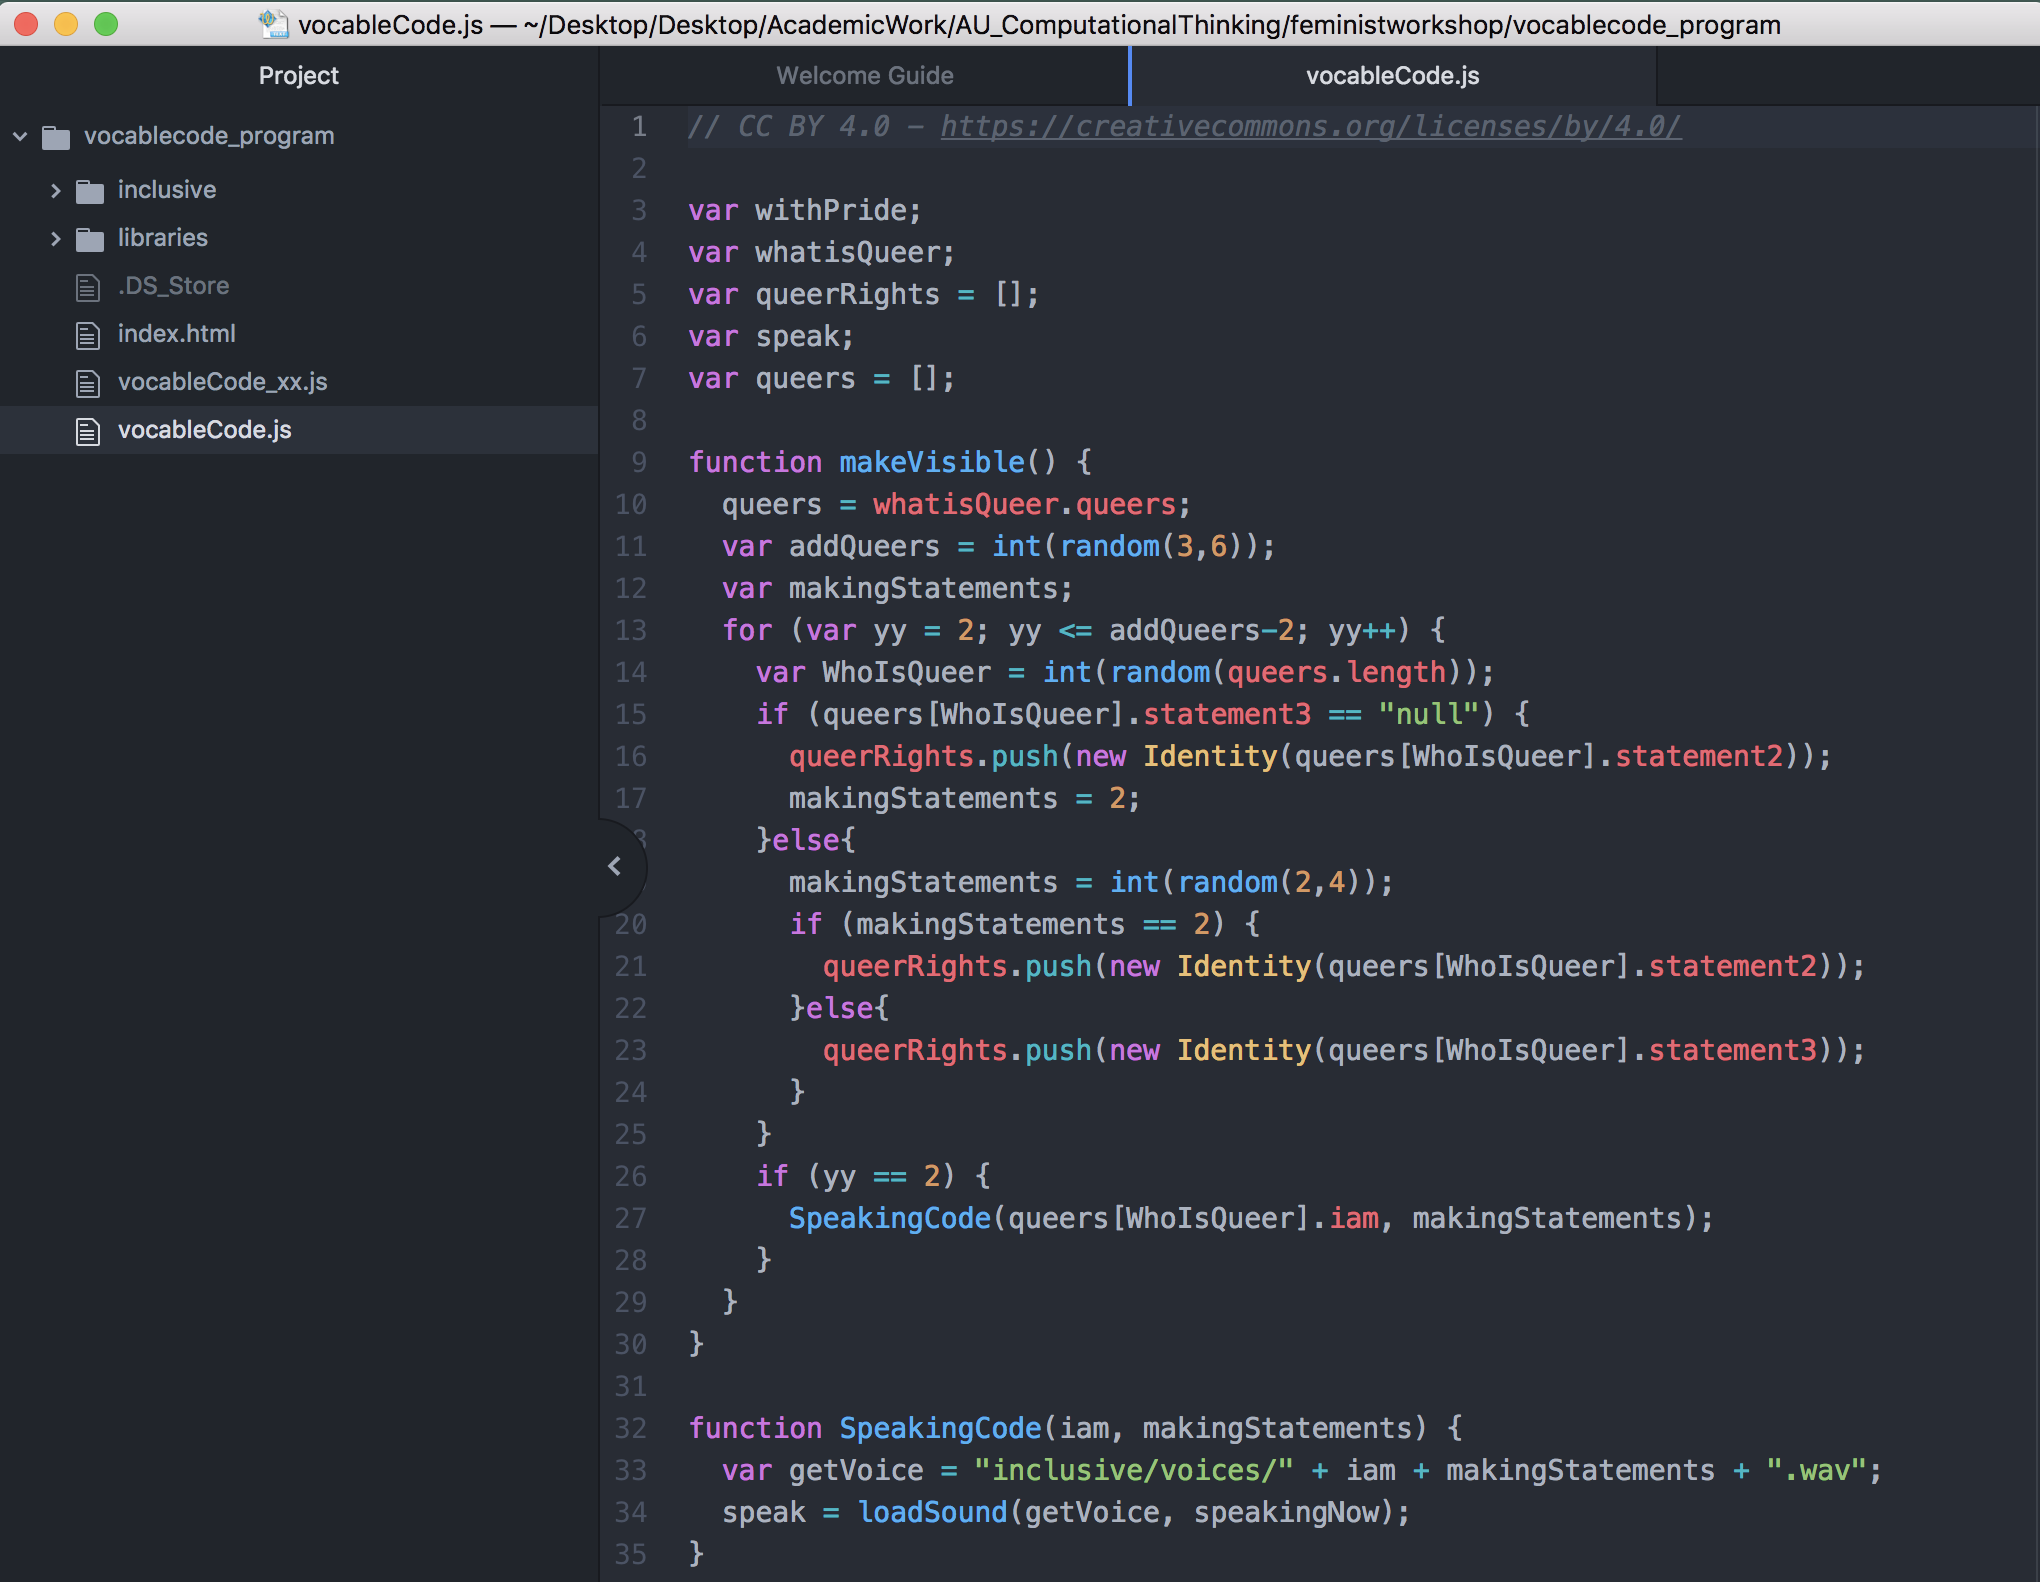 vocableCode.js — ~/Desktop/Desktop/AcademicWork/AU_ComputationalThinking/feministworkshop/vocablecode_program
Project
vocablecode_program
inclusive
libraries
.DS_Store
index.html
vocableCode_xx.js
vocableCode.js
Welcome Guide
vocableCode.js
1 // CC BY 4.0 - https://creativecommons.org/licenses/by/4.0/
2
3 var withPride;
4 var whatisQueer;
5 var queerRights = [];
6 var speak;
7 var queers = [];
8
9 function makeVisible() {
10   queers = whatisQueer.queers;
11   var addQueers = int(random(3,6));
12   var makingStatements;
13   for (var yy = 2; yy <= addQueers-2; yy++) {
14     var WhoIsQueer = int(random(queers.length));
15     if (queers[WhoIsQueer].statement3 == "null") {
16       queerRights.push(new Identity(queers[WhoIsQueer].statement2));
17       makingStatements = 2;
8     }else{
      makingStatements = int(random(2,4));
20       if (makingStatements == 2) {
21         queerRights.push(new Identity(queers[WhoIsQueer].statement2));
22       }else{
23         queerRights.push(new Identity(queers[WhoIsQueer].statement3));
24       }
25     }
26     if (yy == 2) {
27       SpeakingCode(queers[WhoIsQueer].iam, makingStatements);
28     }
29   }
30 }
31
32 function SpeakingCode(iam, makingStatements) {
33   var getVoice = "inclusive/voices/" + iam + makingStatements + ".wav";
34   speak = loadSound(getVoice, speakingNow);
35 }